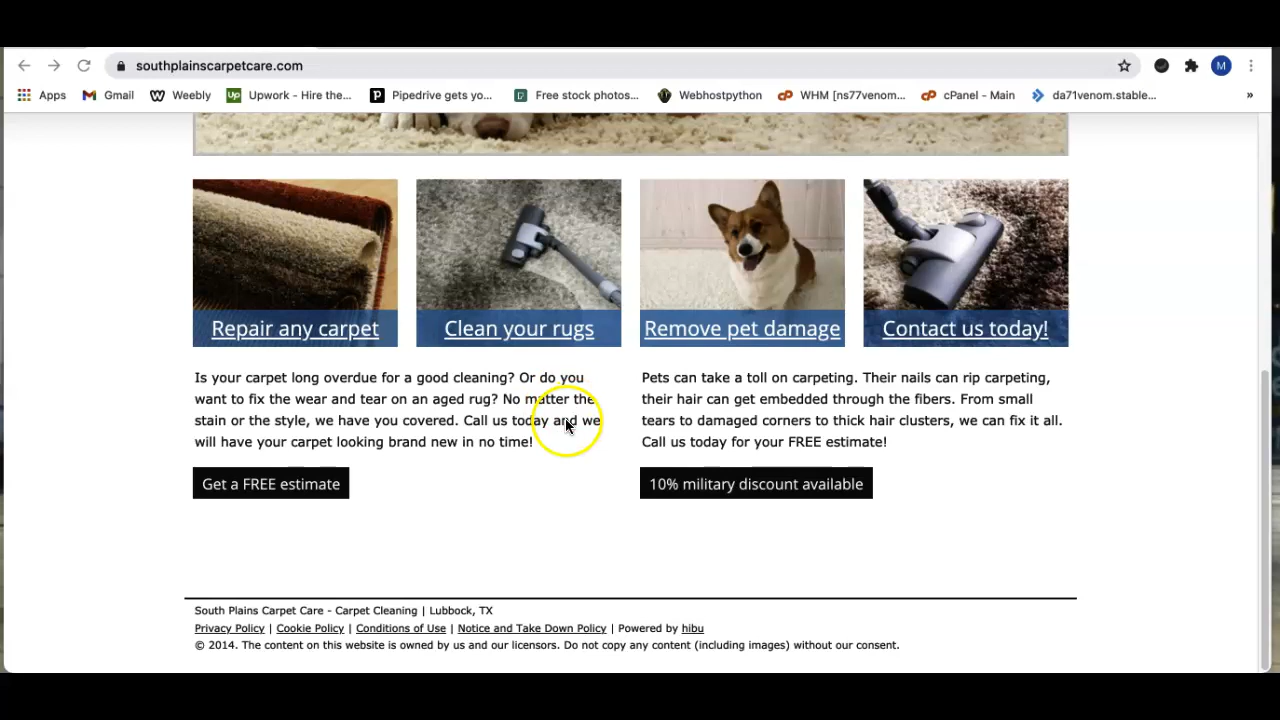 southplainscarpetcare.com
M
Apps
Gmail
Weebly
Up Upwork - Hire the...
P Pipedrive gets yo...
Free stock photos...
Webhostpython
cP WHM [ns77venom...
cP cPanel - Main
da71venom.stable...
»
Repair any carpet
Clean your rugs
Remove pet damage
Contact us today!
Is your carpet long overdue for a good cleaning? Or do you
want to fix the wear and tear on an aged rug? No matter the
stain or the style, we have you covered. Call us today and we
will have your carpet looking brand new in no time!
Get a FREE estimate
Pets can take a toll on carpeting. Their nails can rip carpeting,
their hair can get embedded through the fibers. From small
tears to damaged corners to thick hair clusters, we can fix it all.
Call us today for your FREE estimate!
10% military discount available
South Plains Carpet Care - Carpet Cleaning | Lubbock, TX
Privacy Policy | Cookie Policy | Conditions of Use | Notice and Take Down Policy | Powered by hibu
© 2014. The content on this website is owned by us and our licensors. Do not copy any content (including images) without our consent.